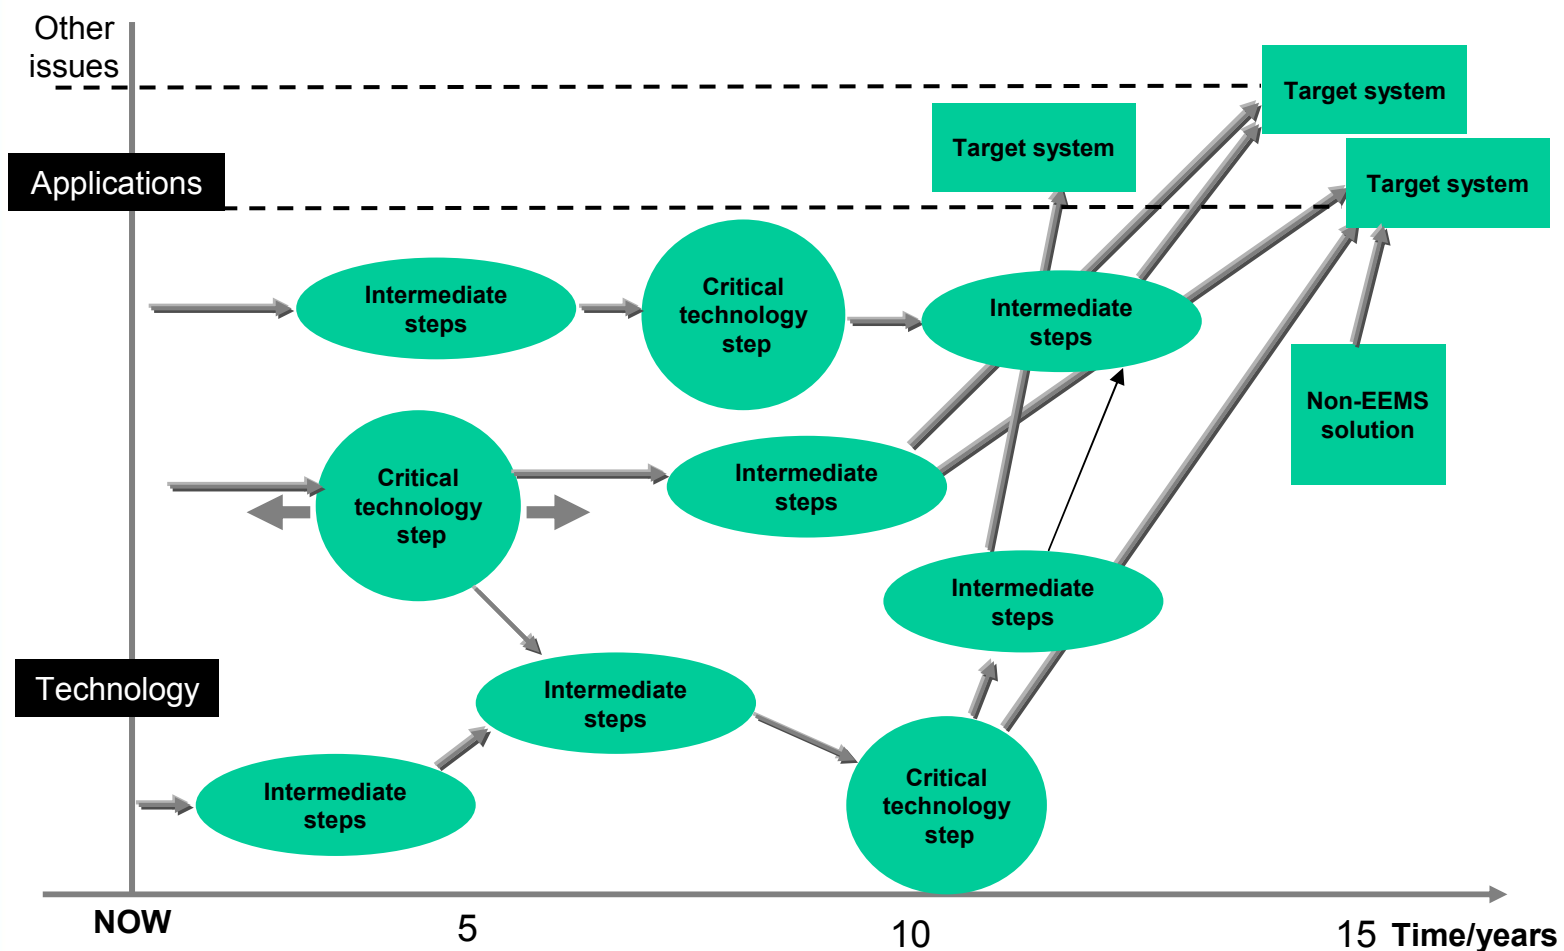 Other
issues
Target system
Target system
Applications
Target system
Intermediate
steps
Critical
technology
step
Intermediate
steps
Non-EEMS
solution
Critical
technology
step
Intermediate
steps
Intermediate
steps
Technology
Intermediate
steps
Intermediate
steps
Critical
technology
step
NOW
5
10
15
Time/years